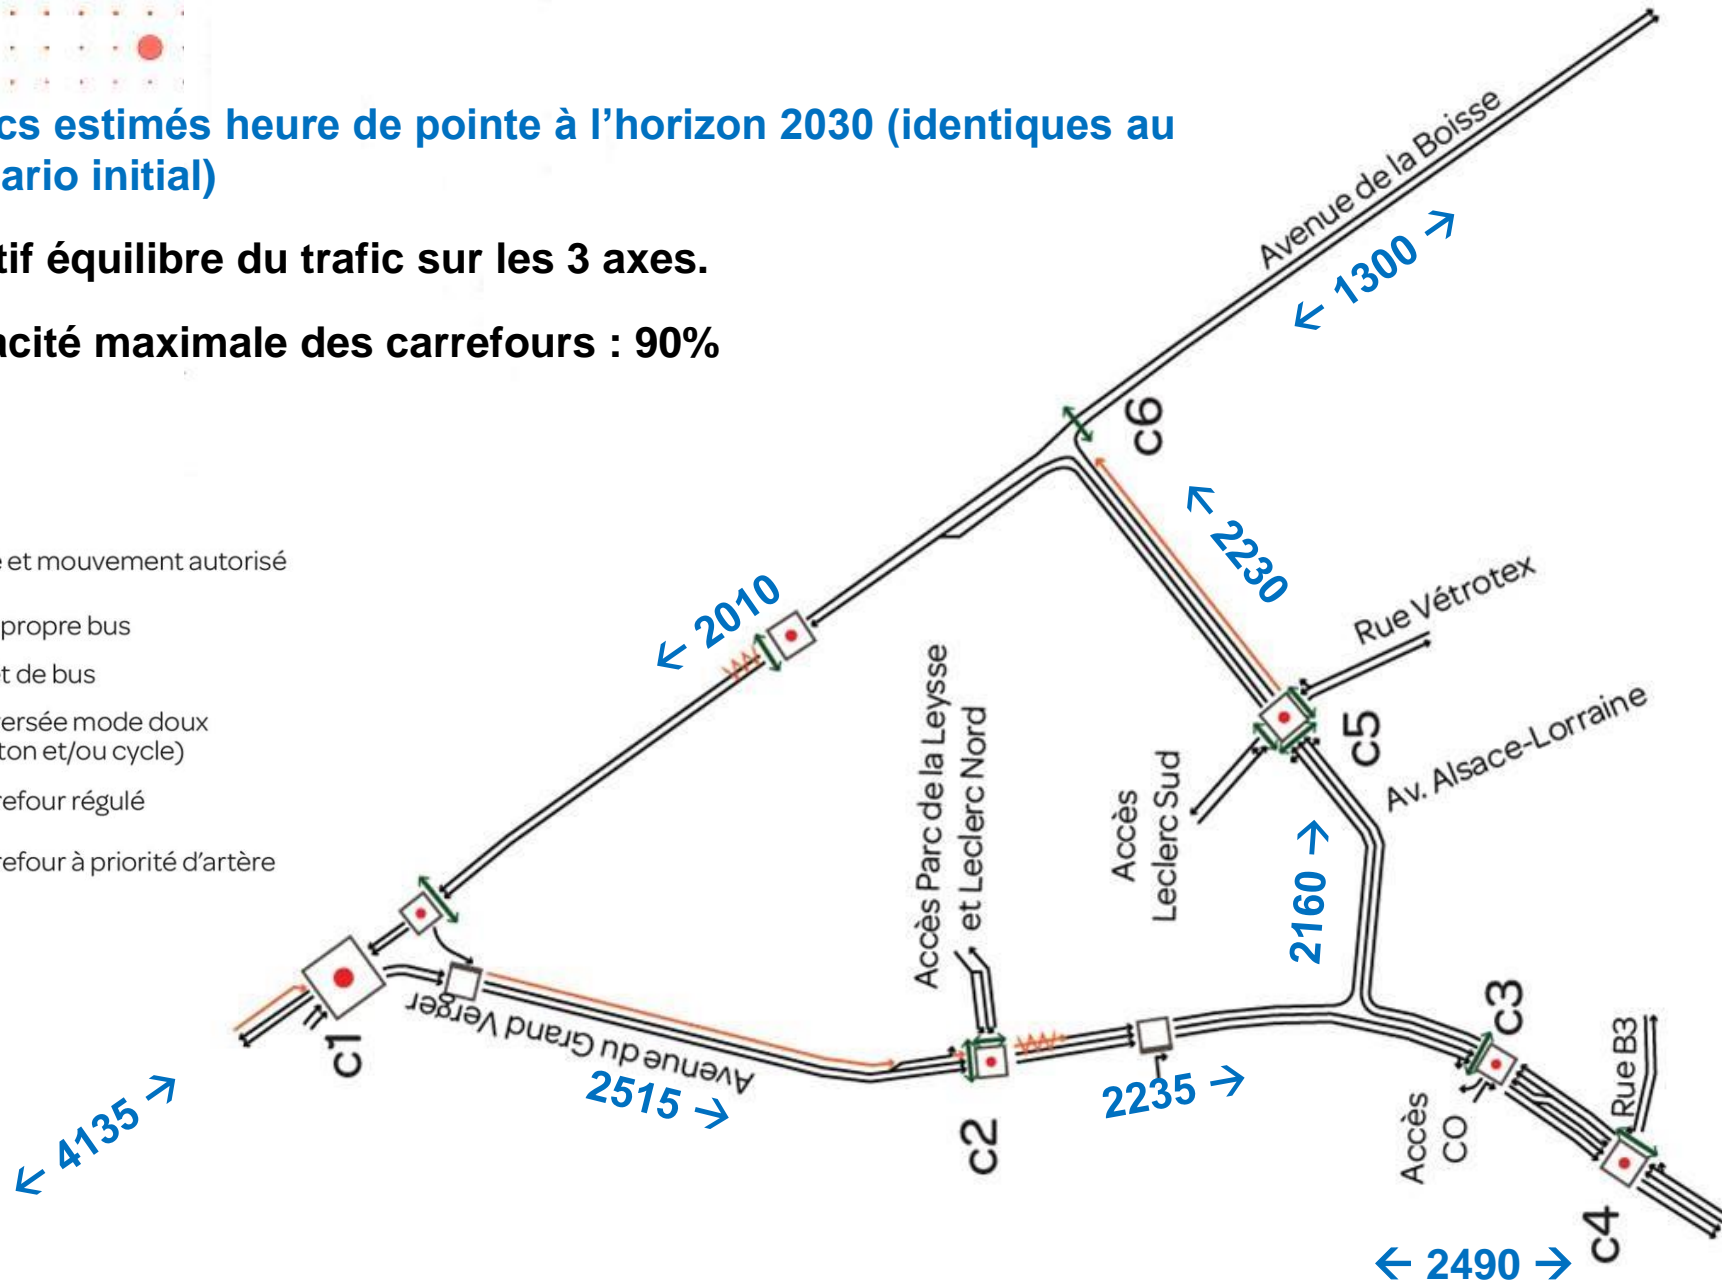 cs estimés heure de pointe à l’horizon 2030 (identiques au
ario initial)
tif équilibre du trafic sur les 3 axes.
acité maximale des carrefours : 90%
Avenue de la Boisse
← 1300 →
c6
← 2230
e et mouvement autorisé
propre bus
t de bus
versée mode doux
ton et/ou cycle)
refour régulé
refour à priorité d'artère
← 2010
Rue Vétrotex
c5
Av. Alsace-Lorraine
Accès Parc de la Leysse
et Leclerc Nord
Accès
Leclerc Sud
2160 →
c1
Avenue du Grand Verger
2515 →
← 4135 →
c2
2235 →
c3
Accès
CO
Rue B3
c4
← 2490 →